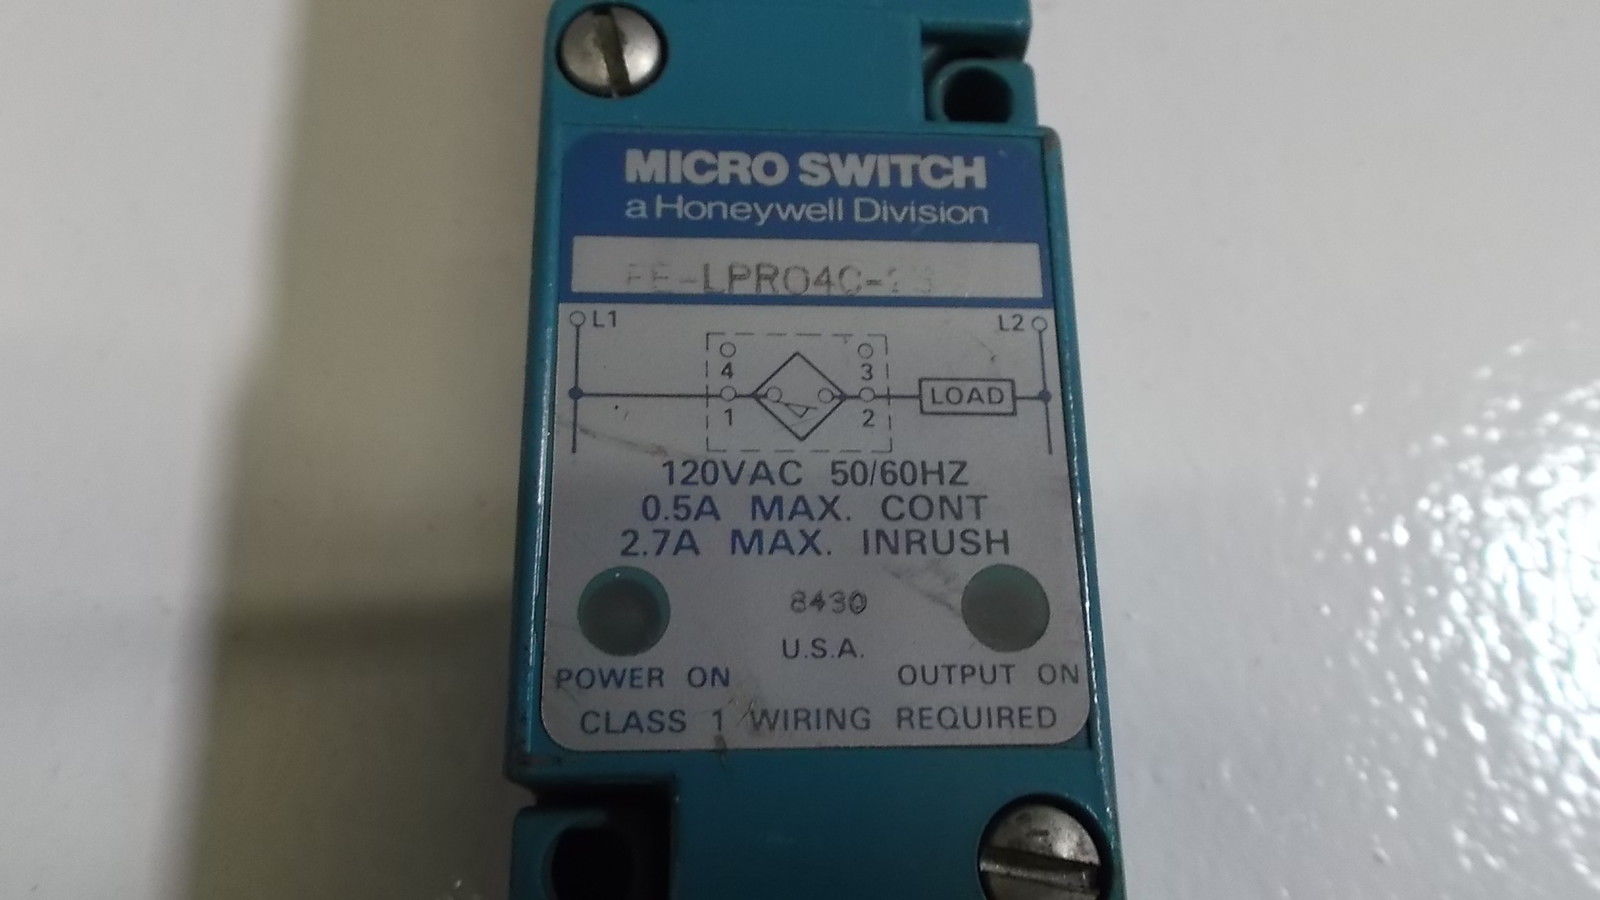 MICRO SWITCH
a Honeywell Division
L1 L2
4 3
LOAD
1 2
120VAC 50/60HZ
0.5A MAX. CONT
2.7A MAX. INRUSH
8430
U.S.A.
POWER ON OUTPUT ON
CLASS 1 WIRING REQUIRED